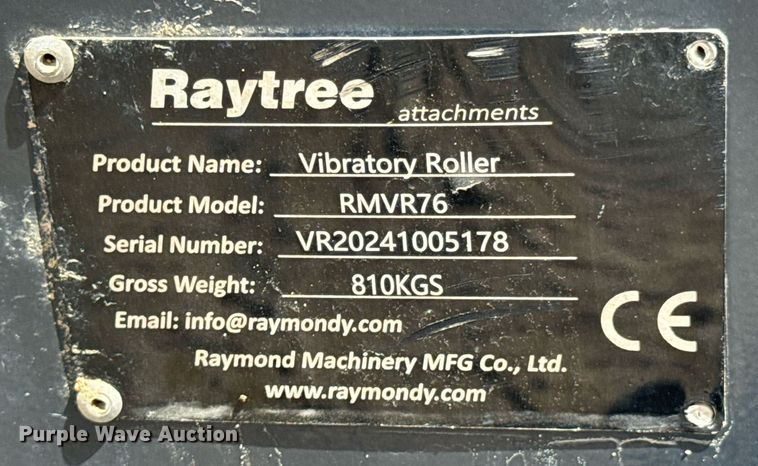 Raytree attachments
Product Name: Vibratory Roller
Product Model: RMVR76
Serial Number: VR20241005178
Gross Weight: 810KGS
Email: info@raymondy.com
CE
Raymond Machinery MFG Co., Ltd.
www.raymondy.com
Purple Wave Auction